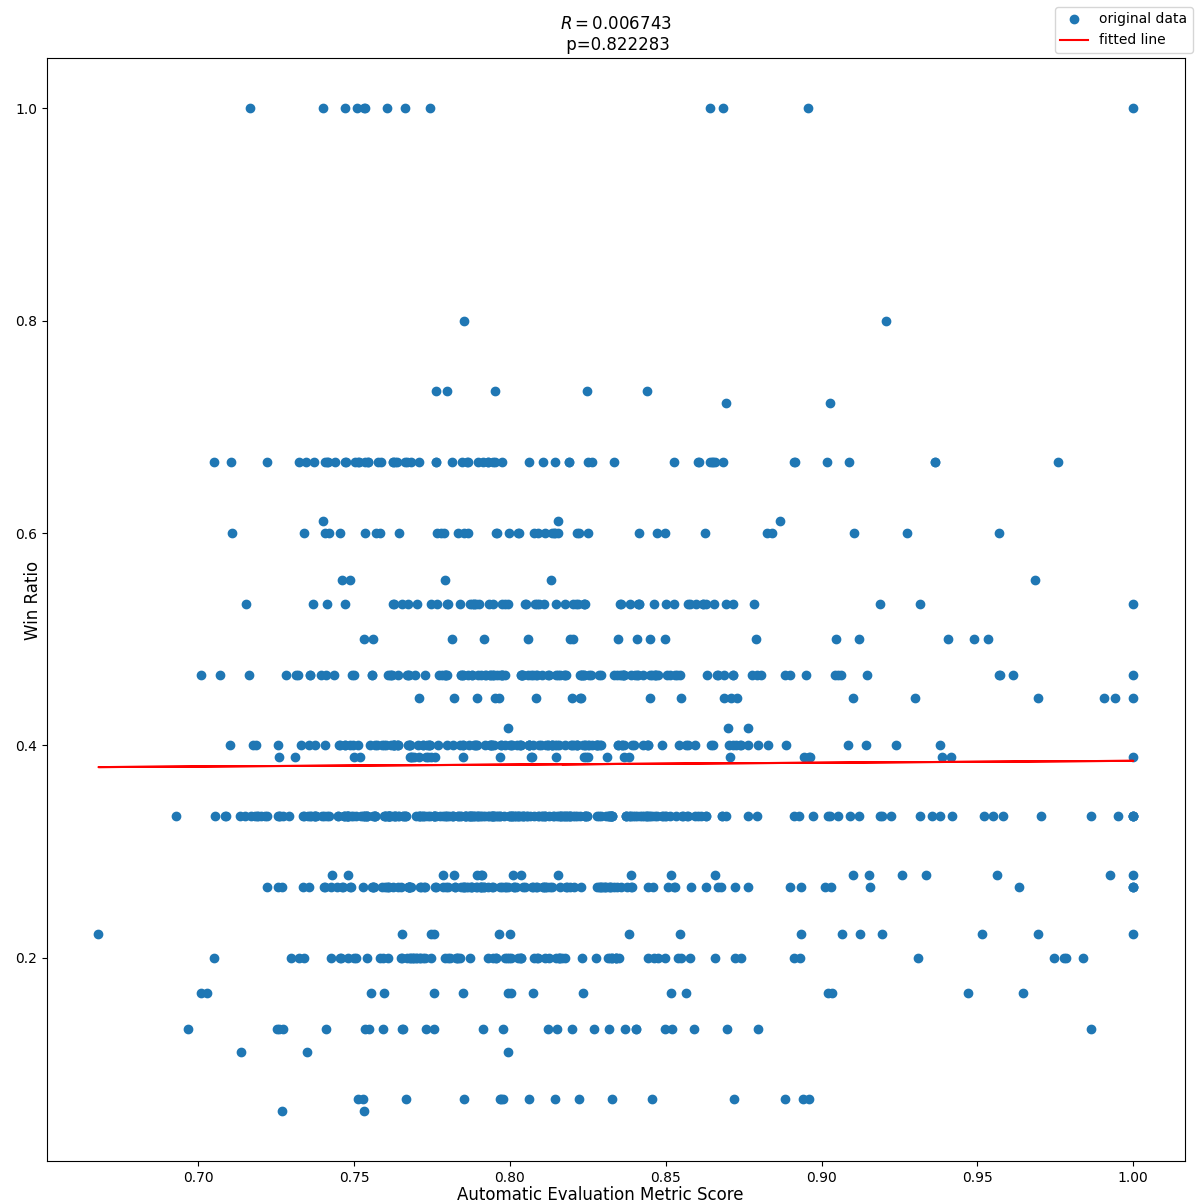 R = 0.006743
p=0.822283
original data
fitted line
1.0
0.8
0.6
0.4
0.2
Win Ratio
0.70 0.75 0.80 0.85 0.90 0.95 1.00
Automatic Evaluation Metric Score